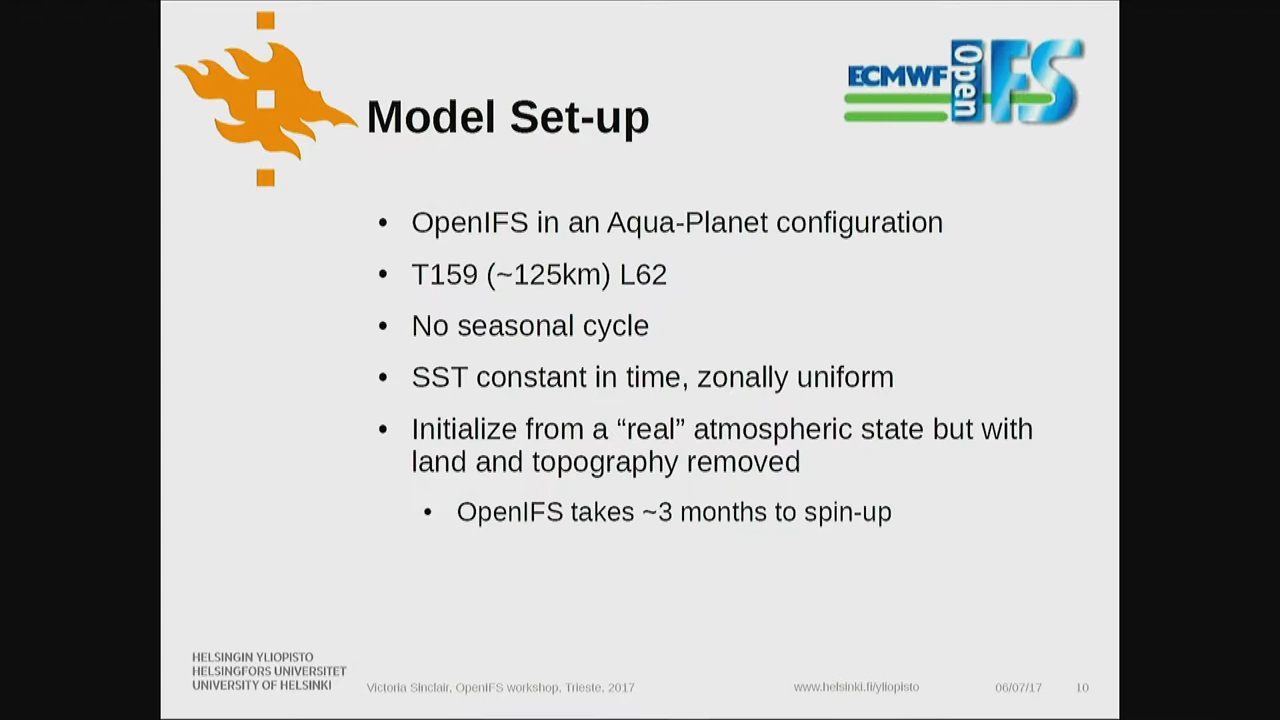 ECMWF
Open
IFS
Model Set-up
• OpenIFS in an Aqua-Planet configuration
• T159 (~125km) L62
• No seasonal cycle
• SST constant in time, zonally uniform
• Initialize from a “real” atmospheric state but with
land and topography removed
• OpenIFS takes ~3 months to spin-up
HELSINGIN YLIOPISTO
HELSINGFORS UNIVERSITET
UNIVERSITY OF HELSINKI
Victoria Sinclair, OpenIFS workshop, Trieste, 2017
www.helsinki.fi/yliopisto
06/07/17
10